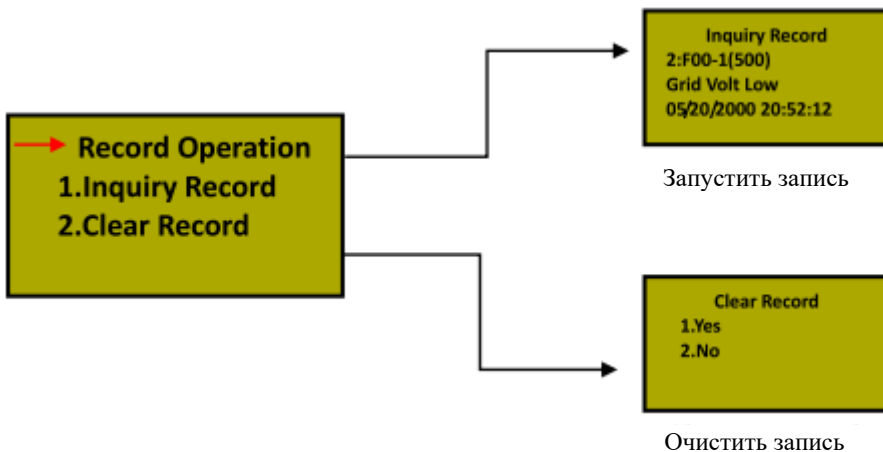 Record Operation
1.Inquiry Record
2.Clear Record
Inquiry Record
2:F00-1(500)
Grid Volt Low
05/20/2000 20:52:12
Запустить запись
Clear Record
1.Yes
2.No
Очистить запись